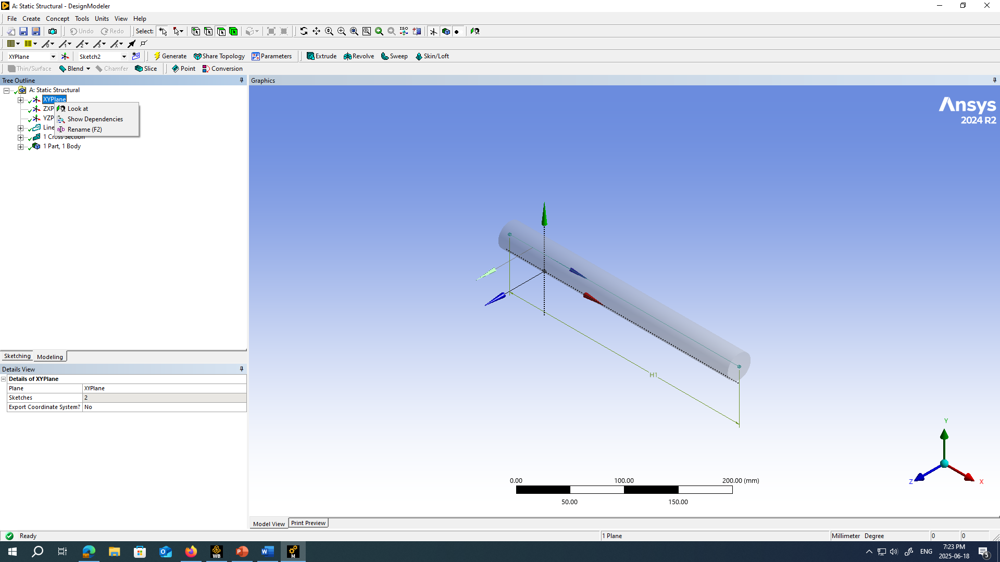 A: Static Structural - DesignModeler
File Create Concept Tools Units View Help
Undo Redo Select: ISO
XYPlane Sketch2 Generate Share Topology Parameters Extrude Revolve Sweep Skin/Loft
Thin/Surface Blend Chamfer Slice Point Conversion
Tree Outline
A: Static Structural
XYPlane
ZXP
YZP
Line
1 Cross Section
1 Part, 1 Body
Look at
Show Dependencies
Rename (F2)
Sketching Modeling
Details View
Details of XYPlane
Plane XYPlane
Sketches 2
Export Coordinate System? No
Graphics
Ansys
2024 R2
H1
0.00 100.00 200.00 (mm)
50.00 150.00
Y
Z X
Model View Print Preview
Ready 1 Plane Millimeter Degree 0 0
WB P W M ENG 7:23 PM
2025-06-18 5